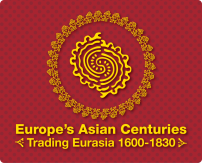 Europe's Asian Centuries
Trading Eurasia 1600-1830